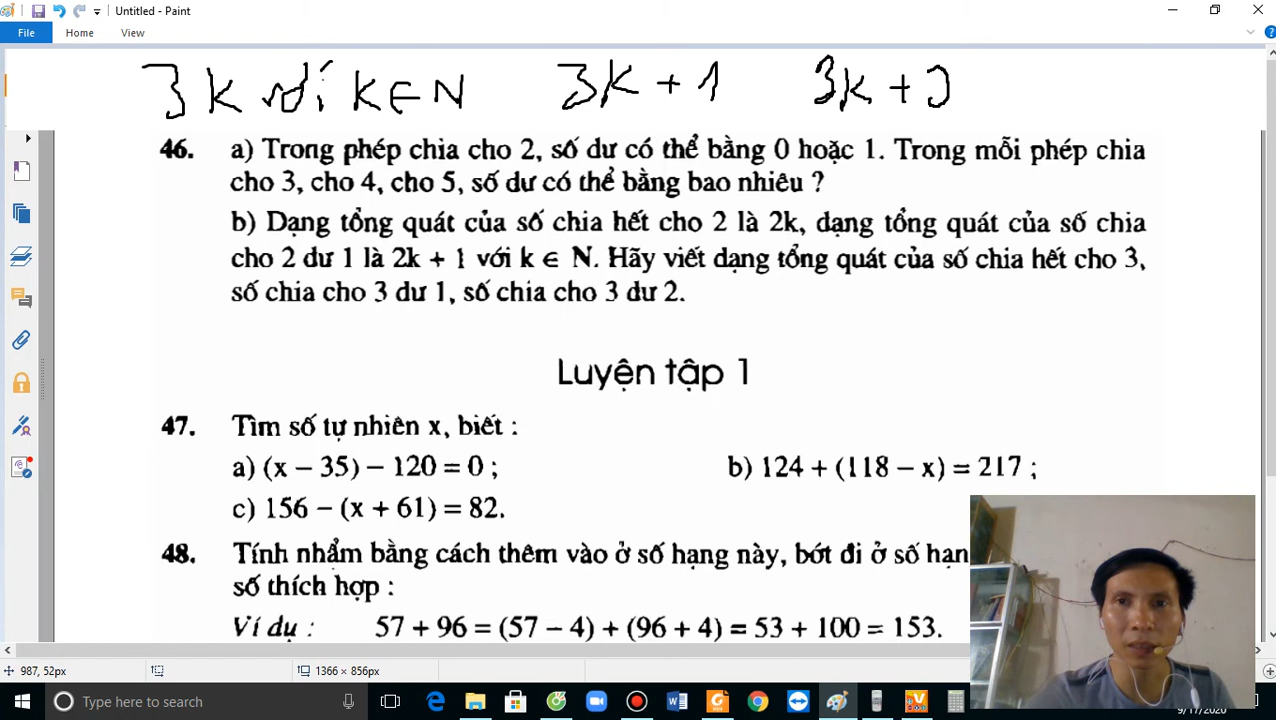 Untitled - Paint
File Home View
3k với k ∈ N 3k + 1 3k +
46. a) Trong phép chia cho 2, số dư có thể bằng 0 hoặc 1. Trong mỗi phép chia
cho 3, cho 4, cho 5, số dư có thể bằng bao nhiêu ?
b) Dạng tổng quát của số chia hết cho 2 là 2k, dạng tổng quát của số chia
cho 2 dư 1 là 2k + 1 với k ∈ N. Hãy viết dạng tổng quát của số chia hết cho 3,
số chia cho 3 dư 1, số chia cho 3 dư 2.
Luyện tập 1
47. Tìm số tự nhiên x, biết :
a) (x – 35) – 120 = 0 ; b) 124 + (118 – x) = 217 ;
c) 156 – (x + 61) = 82.
48. Tính nhẩm bằng cách thêm vào ở số hạng này, bớt đi ở số
số thích hợp :
Ví dụ : 57 + 96 = (57 – 4) + (96 + 4) = 53 + 100 = 153.
987, 52px 1366 × 856px
Type here to search
9/17/2020